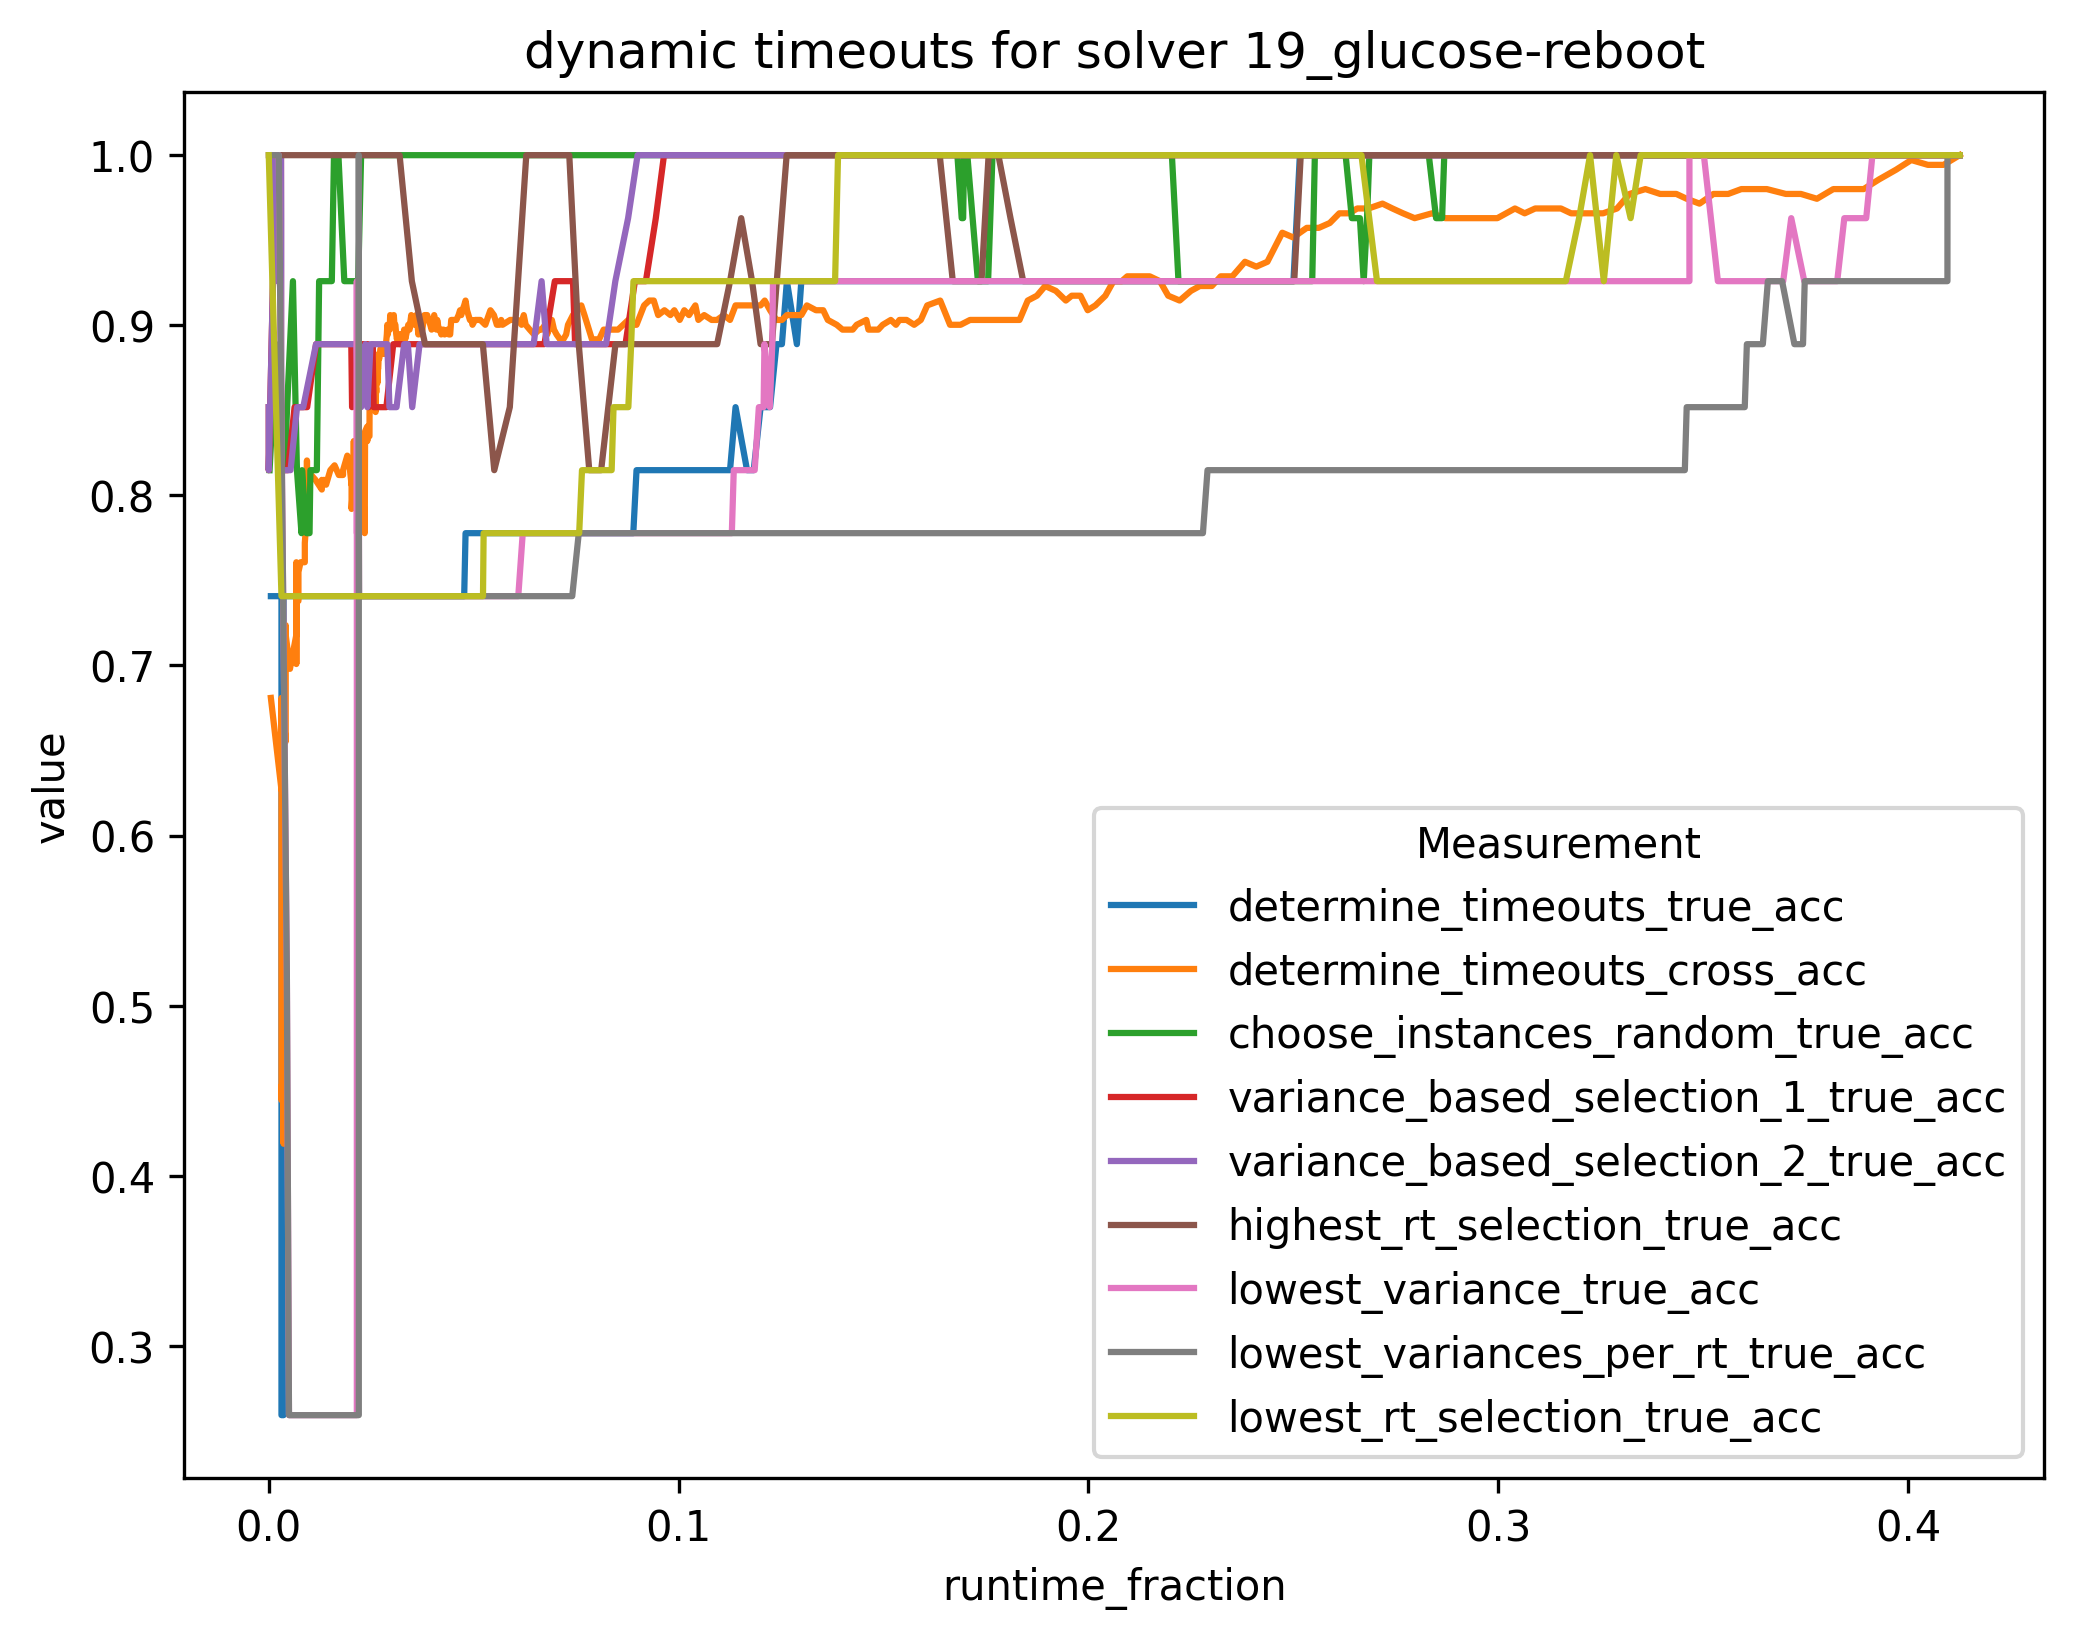 dynamic timeouts for solver 19_glucose-reboot
1.0
0.9
0.8
0.7
0.6
0.5
0.4
0.3
value
Measurement
determine_timeouts_true_acc
determine_timeouts_cross_acc
choose_instances_random_true_acc
variance_based_selection_1_true_acc
variance_based_selection_2_true_acc
highest_rt_selection_true_acc
lowest_variance_true_acc
lowest_variances_per_rt_true_acc
lowest_rt_selection_true_acc
0.0 0.1 0.2 0.3 0.4
runtime_fraction